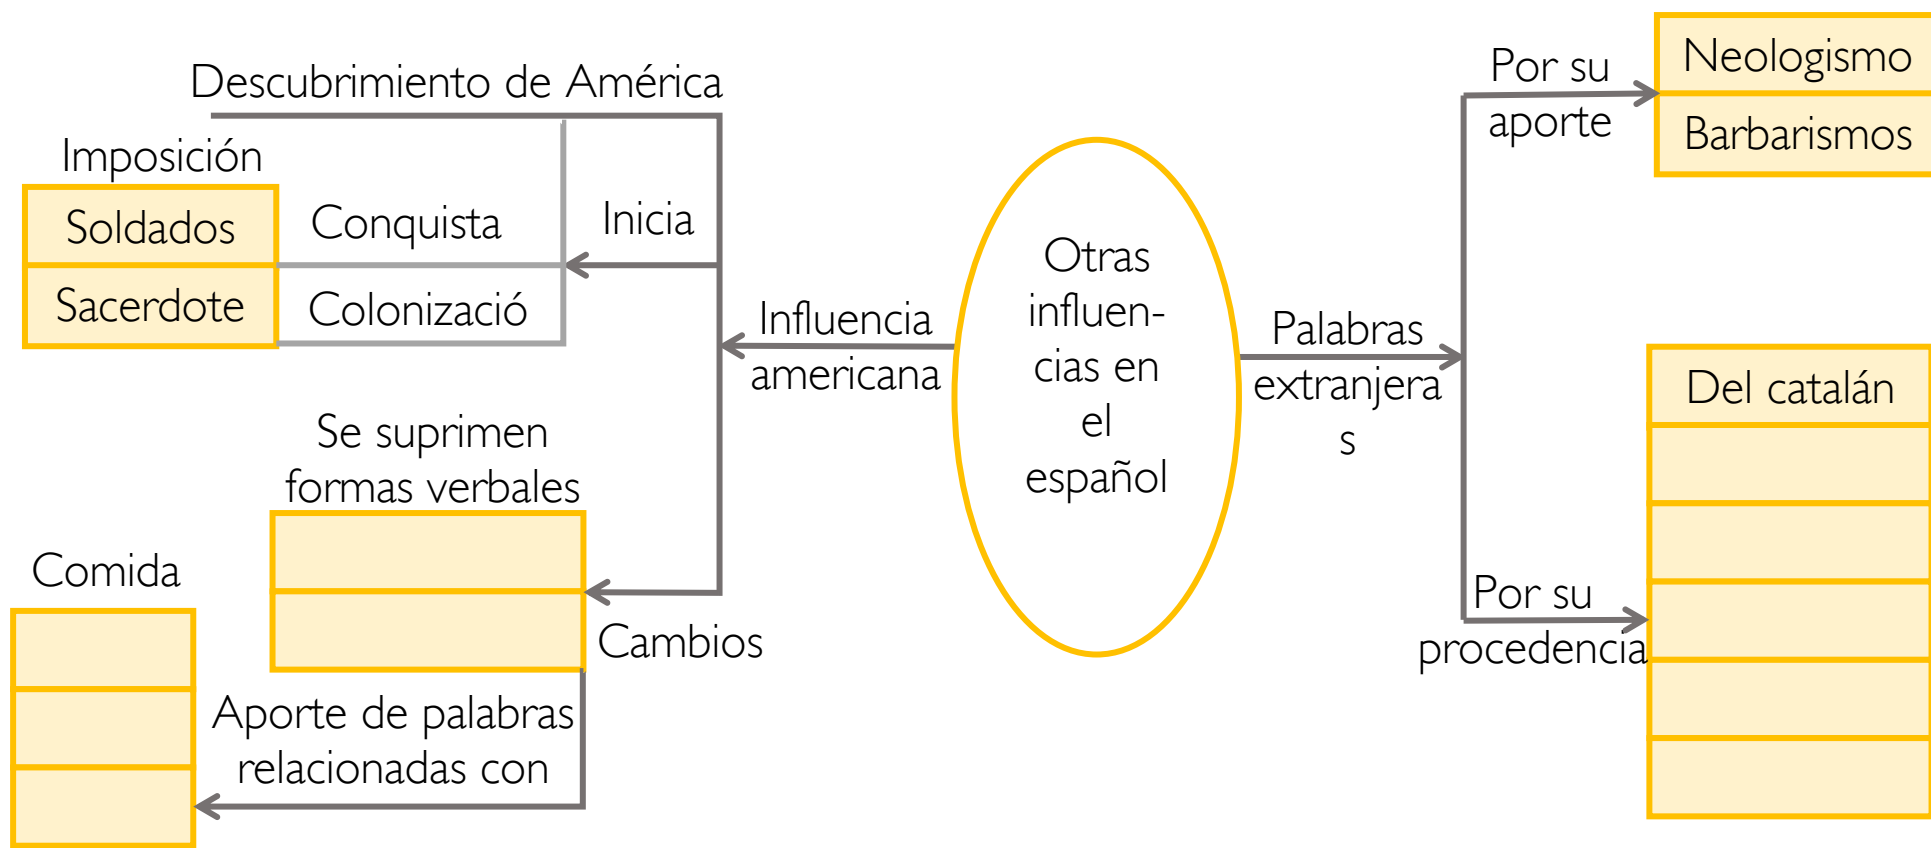 Descubrimiento de América
Imposición
Soldados
Sacerdote
Conquista
Colonizació
Inicia
Influencia
americana
Se suprimen
formas verbales
Cambios
Comida
Aporte de palabras
relacionadas con
Otras
influen-
cias en
el
español
Palabras
extranjera
s
Por su
aporte
Neologismo
Barbarismos
Por su
procedencia
Del catalán